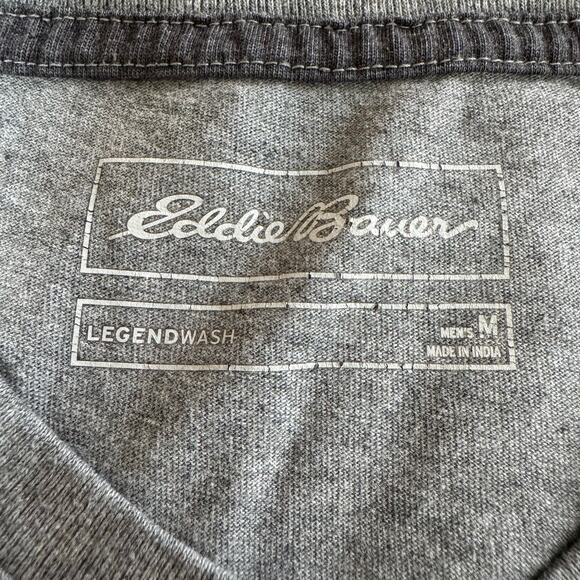 Eddie Bauer
LEGENDWASH
MEN'S M
MADE IN INDIA